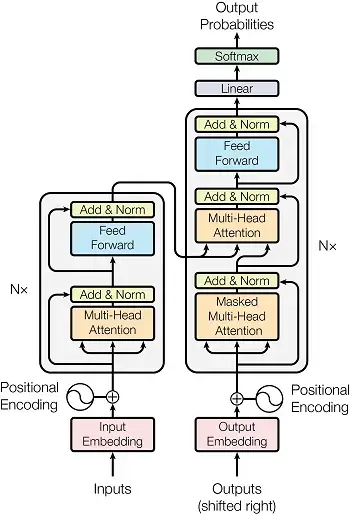 Output
Probabilities
Softmax
Linear
Add & Norm
Feed
Forward
Add & Norm
Multi-Head
Attention
Add & Norm
Masked
Multi-Head
Attention
N×
Positional
Encoding
Output
Embedding
Outputs
(shifted right)
Add & Norm
Feed
Forward
Add & Norm
Multi-Head
Attention
N×
Positional
Encoding
Input
Embedding
Inputs